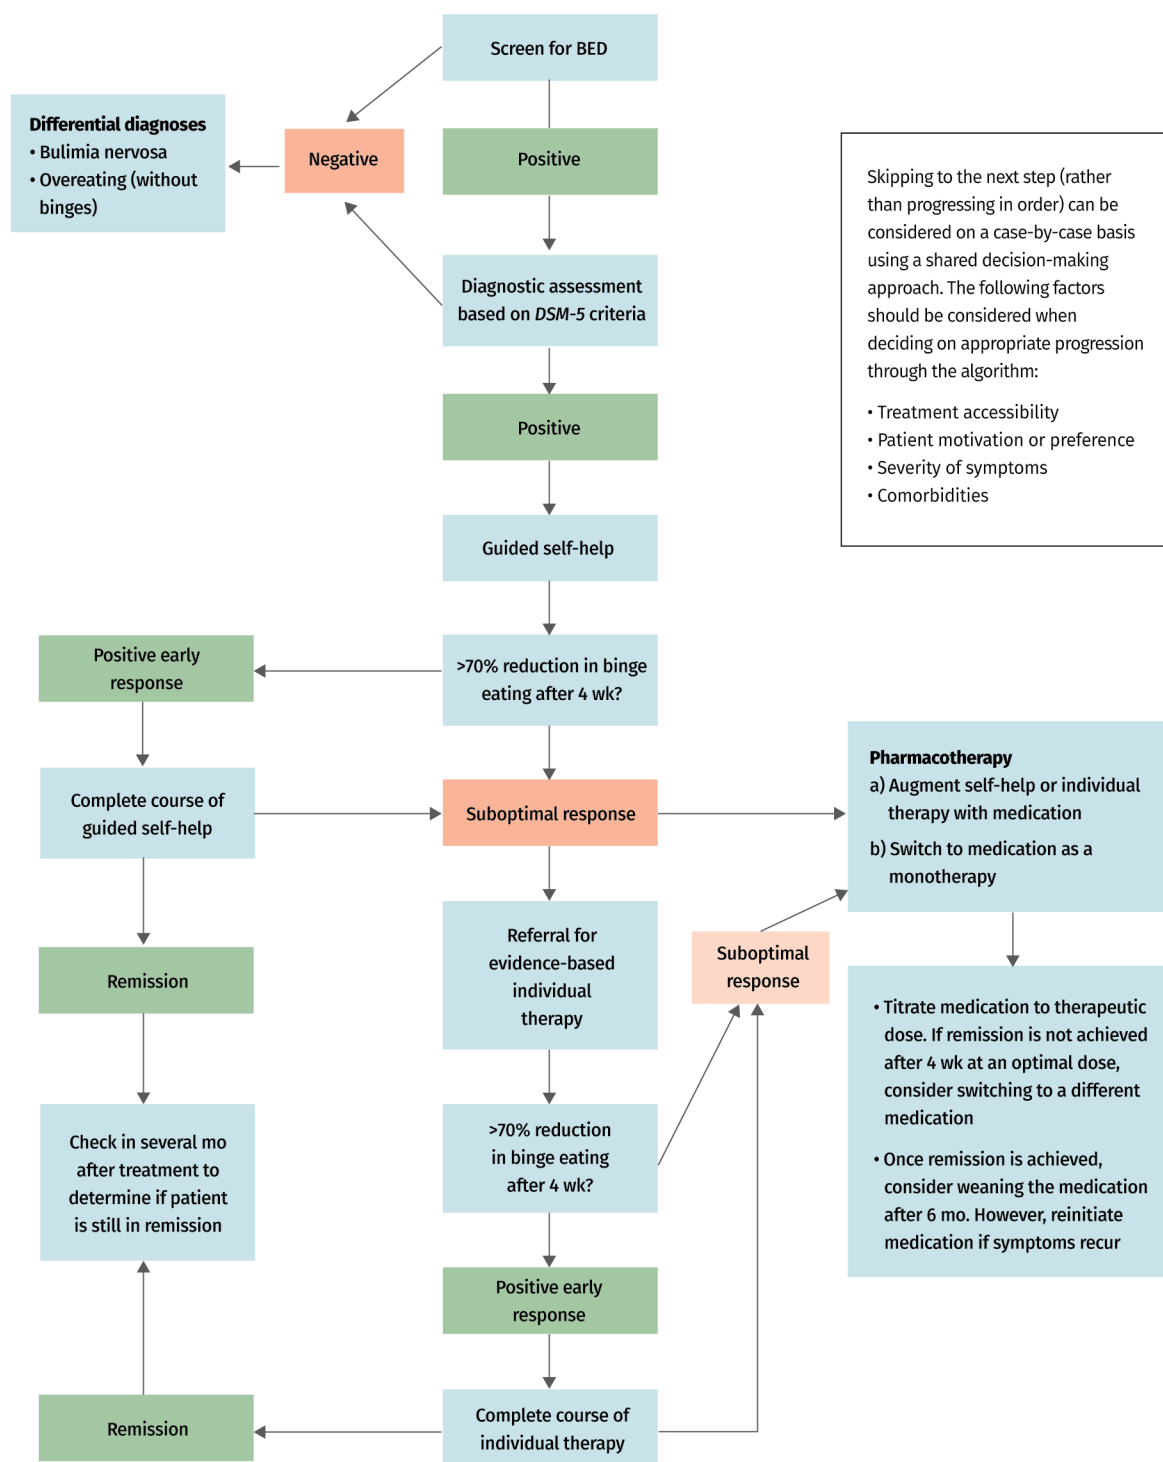 Screen for BED
Differential diagnoses
• Bulimia nervosa
• Overeating (without
binges)
Negative
Positive
Skipping to the next step (rather
than progressing in order) can be
considered on a case-by-case basis
using a shared decision-making
approach. The following factors
should be considered when
deciding on appropriate progression
through the algorithm:
• Treatment accessibility
• Patient motivation or preference
• Severity of symptoms
• Comorbidities
Diagnostic assessment
based on DSM-5 criteria
Positive
Guided self-help
>70% reduction in binge
eating after 4 wk?
Positive early
response
Complete course of
guided self-help
Suboptimal response
Pharmacotherapy
a) Augment self-help or individual
therapy with medication
b) Switch to medication as a
monotherapy
Referral for
evidence-based
individual
therapy
Suboptimal
response
Remission
• Titrate medication to therapeutic
dose. If remission is not achieved
after 4 wk at an optimal dose,
consider switching to a different
medication
• Once remission is achieved,
consider weaning the medication
after 6 mo. However, reinitiate
medication if symptoms recur
Check in several mo
after treatment to
determine if patient
is still in remission
>70% reduction
in binge eating
after 4 wk?
Positive early
response
Complete course of
individual therapy
Remission